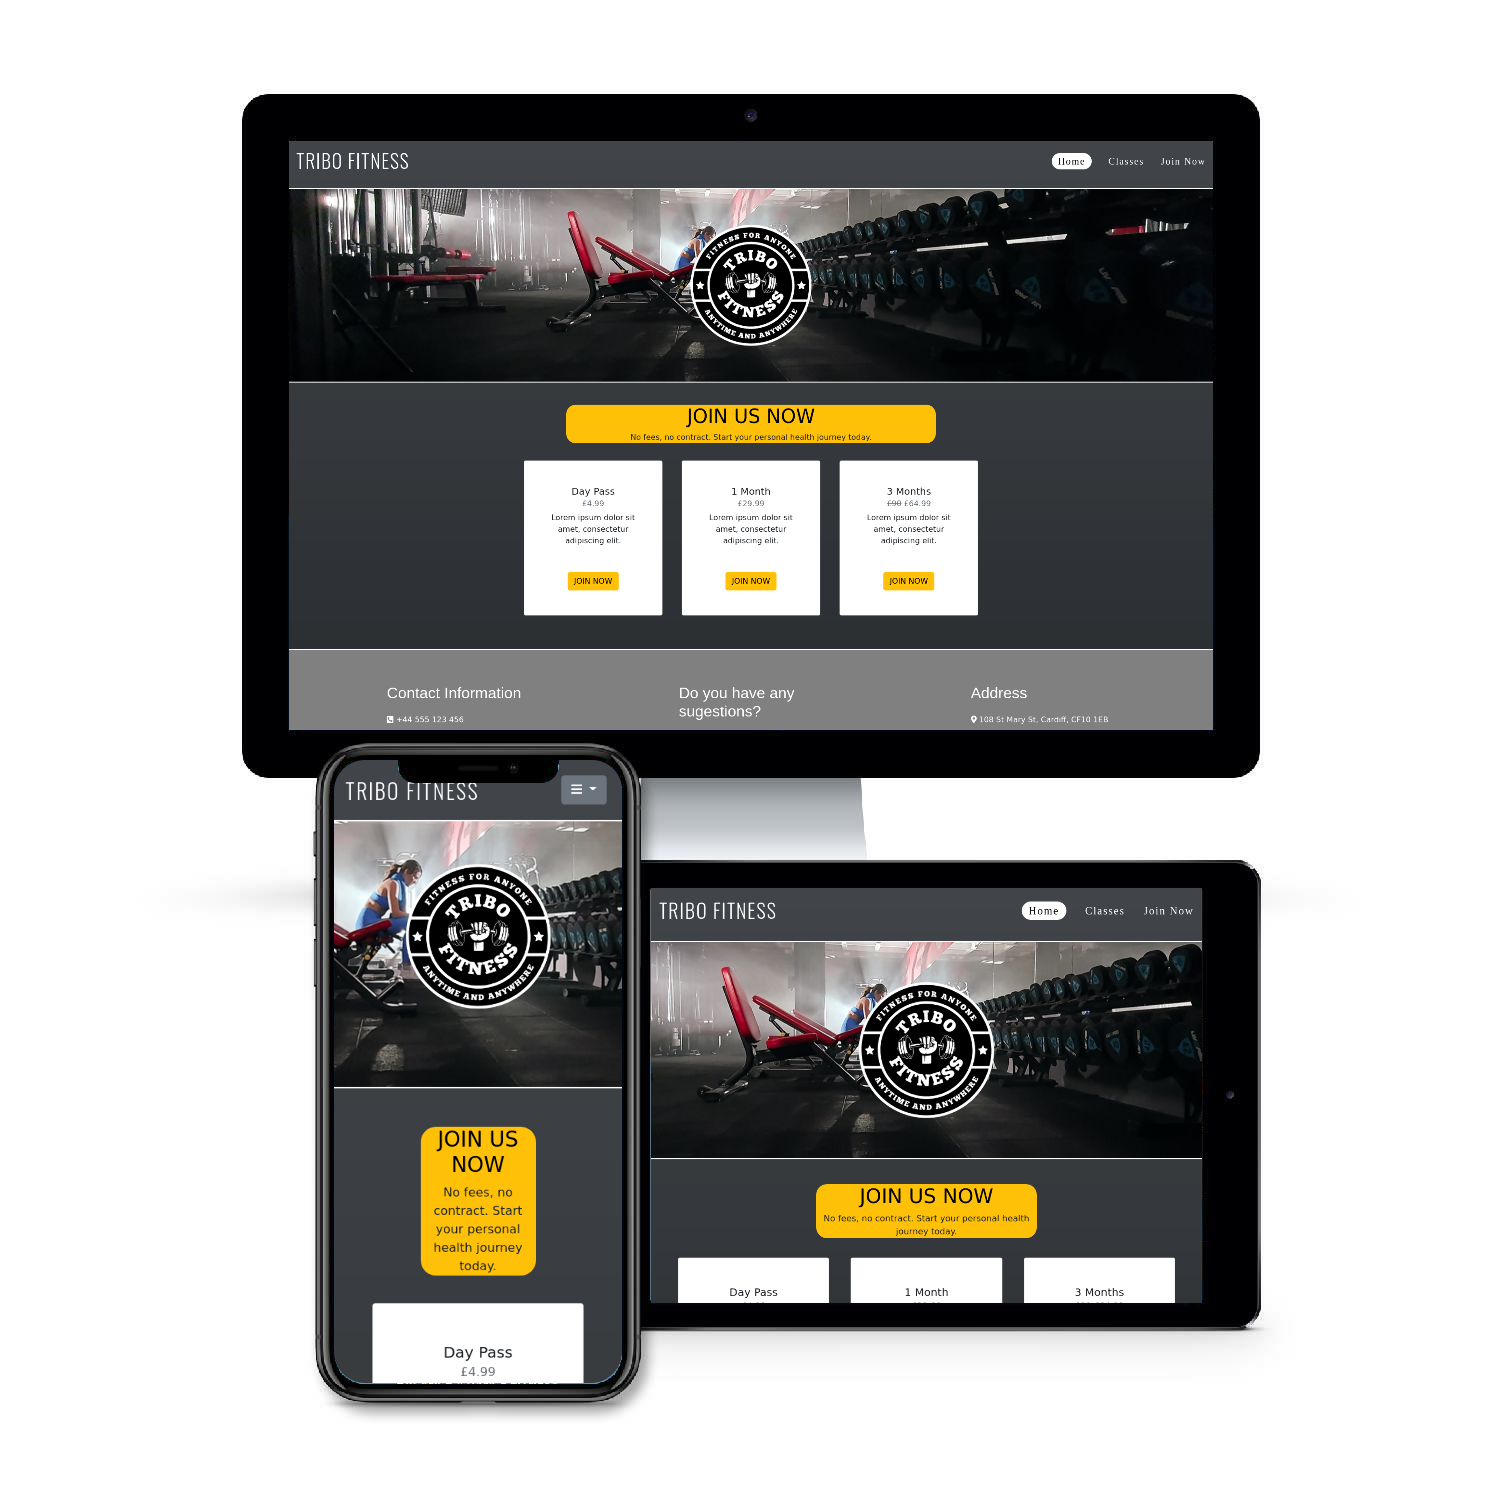 TRIBO FITNESS
Home Classes Join Now
FITNESS FOR ANYONE
TRIBO
FITNESS
ANYTIME AND ANYWHERE
JOIN US NOW
No fees, no contract. Start your personal health journey today.
Day Pass
£4.99
Lorem ipsum dolor sit
amet, consectetur
adipiscing elit.
JOIN NOW
1 Month
£29.99
Lorem ipsum dolor sit
amet, consectetur
adipiscing elit.
JOIN NOW
3 Months
£90 £64.99
Lorem ipsum dolor sit
amet, consectetur
adipiscing elit.
JOIN NOW
Contact Information
+44 555 123 456
Do you have any
sugestions?
Address
108 St Mary St, Cardiff, CF10 1EB
TRIBO FITNESS
FITNESS FOR ANYONE
TRIBO
FITNESS
ANYTIME AND ANYWHERE
JOIN US
NOW
No fees, no
contract. Start
your personal
health journey
today.
Day Pass
£4.99
TRIBO FITNESS
Home Classes Join Now
FITNESS FOR ANYONE
TRIBO
FITNESS
ANYTIME AND ANYWHERE
JOIN US NOW
No fees, no contract. Start your personal health
journey today.
Day Pass
1 Month
3 Months